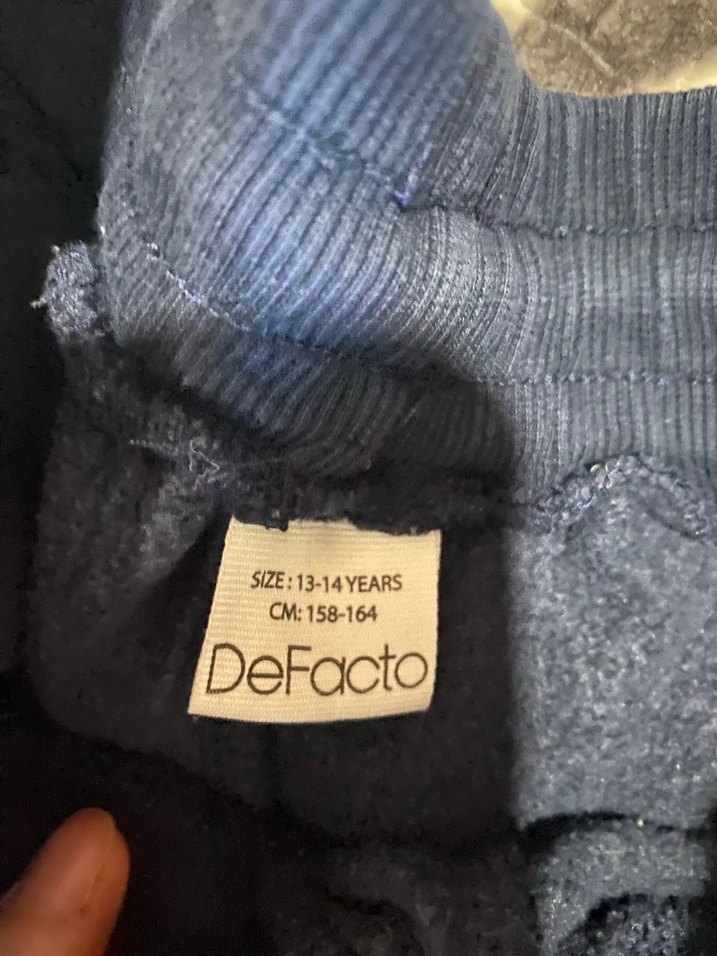 SIZE: 13-14 YEARS
CM: 158-164
DeFacto